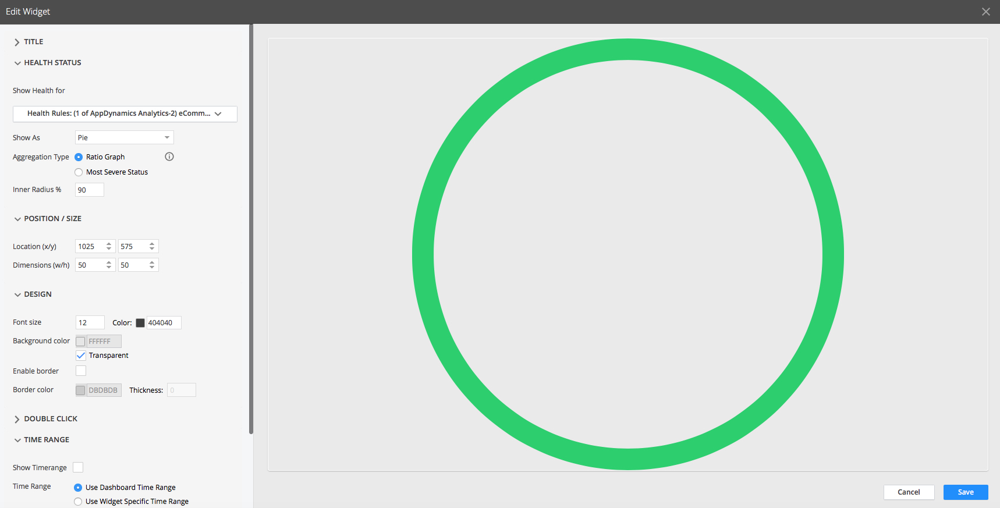 Edit Widget
TITLE
HEALTH STATUS
Show Health for
Health Rules: (1 of AppDynamics Analytics-2) eComm...
Show As Pie
Aggregation Type Ratio Graph
Most Severe Status
Inner Radius % 90
POSITION / SIZE
Location (x/y) 1025 575
Dimensions (w/h) 50 50
DESIGN
Font size 12 Color: 404040
Background color FFFFFF
Transparent
Enable border
Border color DBDBDB Thickness: 0
DOUBLE CLICK
TIME RANGE
Show Timerange
Time Range Use Dashboard Time Range
Use Widget Specific Time Range
Cancel Save